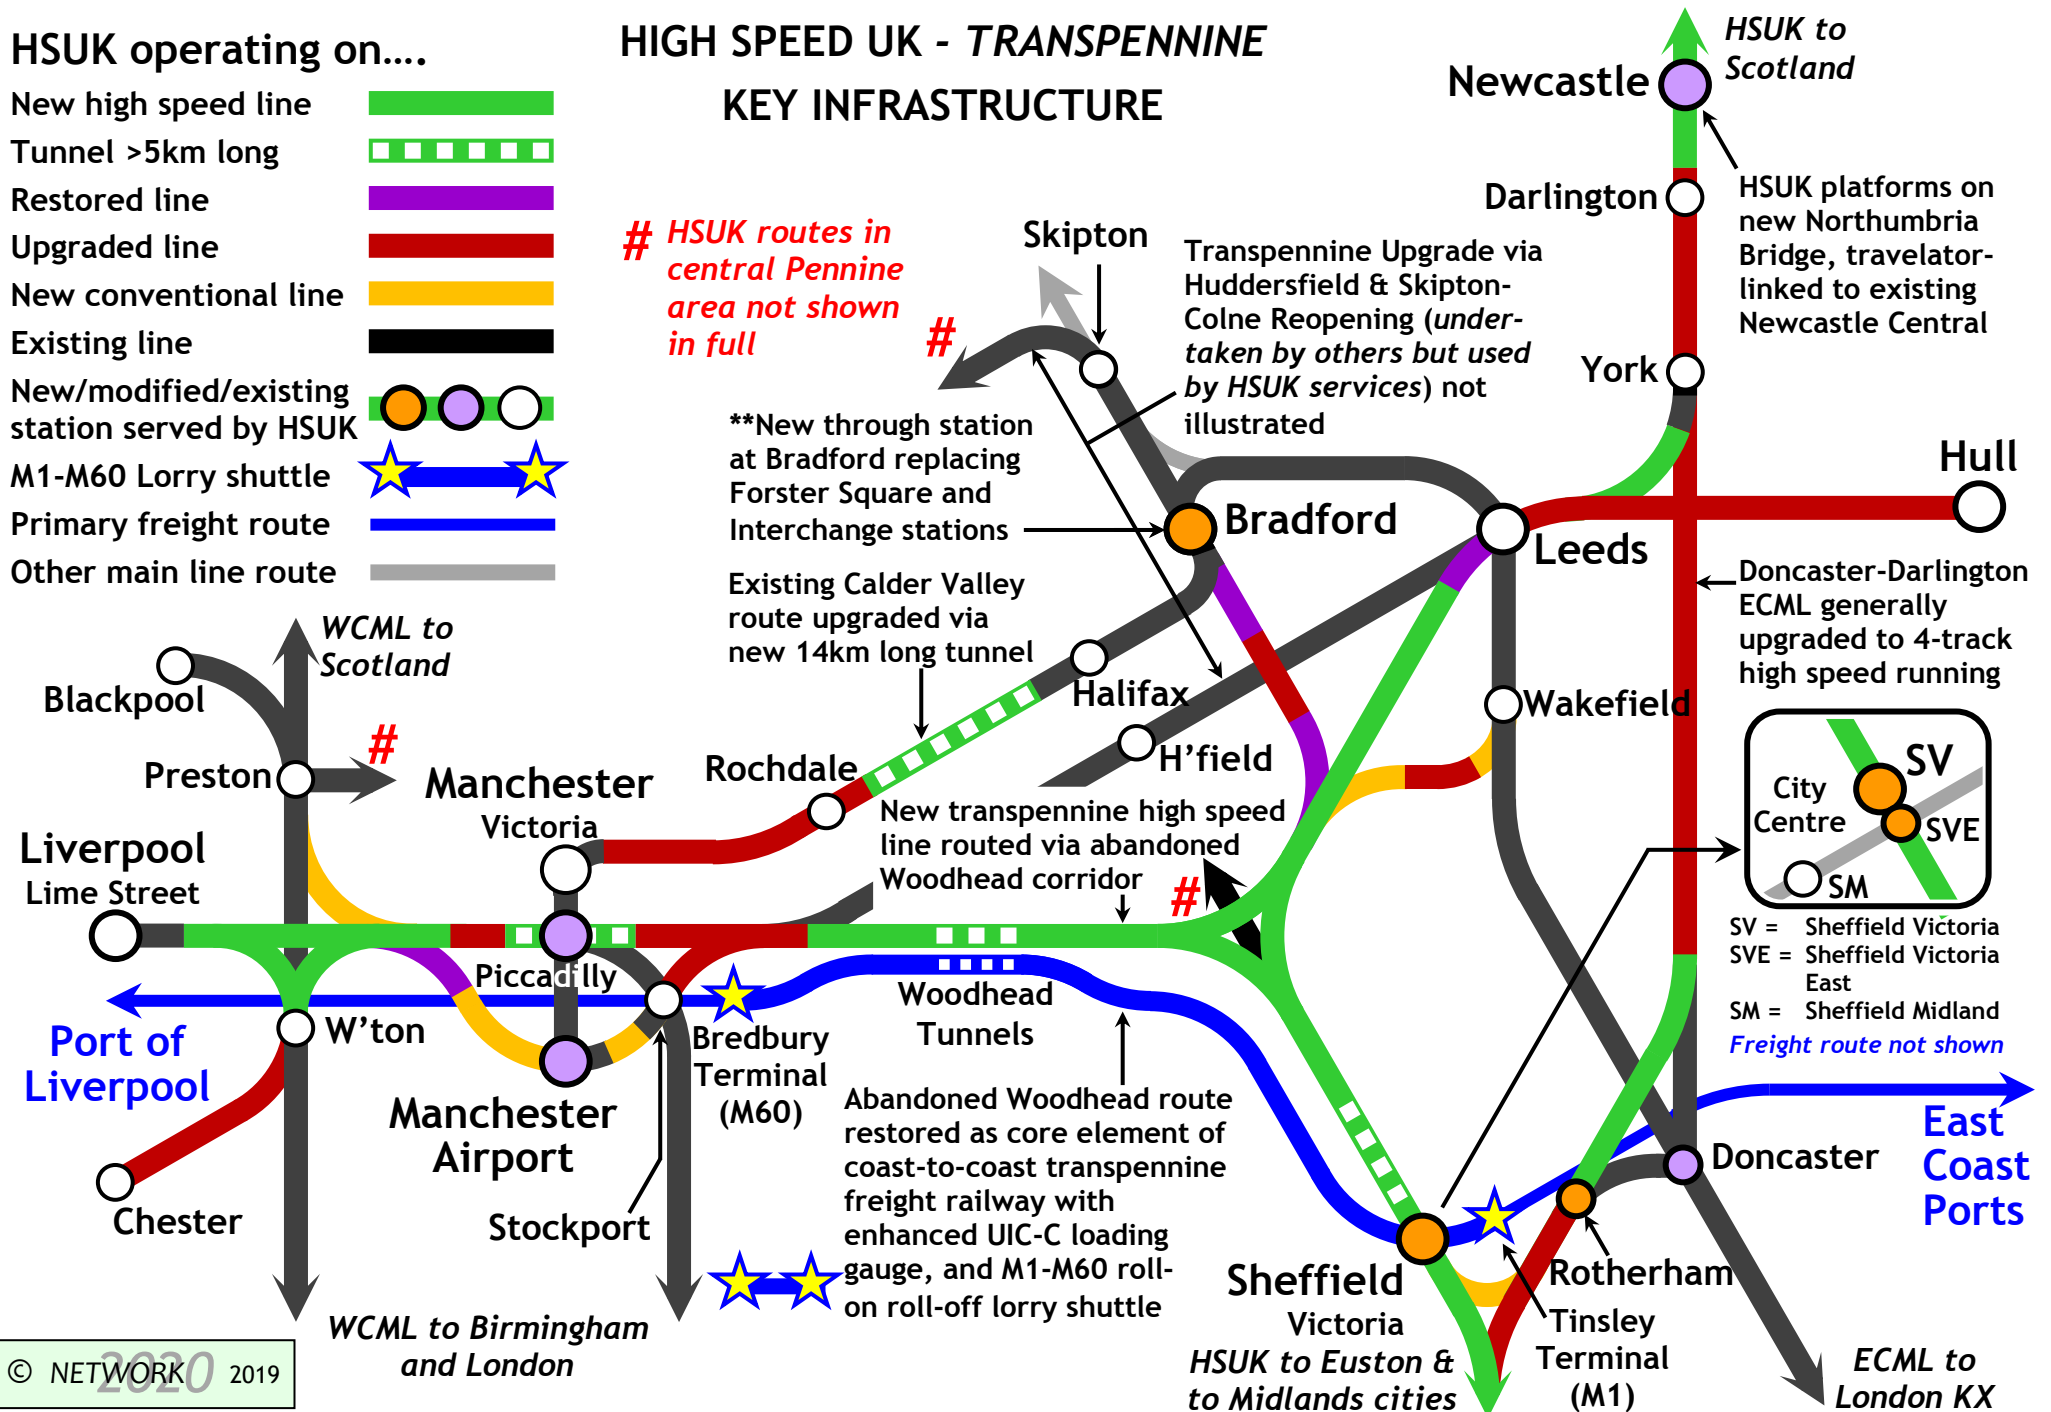 HIGH SPEED UK - TRANSPENNINE
KEY INFRASTRUCTURE
HSUK operating on….
New high speed line
Tunnel >5km long
Restored line
Upgraded line
New conventional line
Existing line
New/modified/existing
station served by HSUK
M1-M60 Lorry shuttle
Primary freight route
Other main line route
# HSUK routes in
central Pennine
area not shown
in full
#
Skipton
Transpennine Upgrade via
Huddersfield & Skipton-
Colne Reopening (under-
taken by others but used
by HSUK services) not
illustrated
HSUK to
Scotland
Newcastle
Darlington
HSUK platforms on
new Northumbria
Bridge, travelator-
linked to existing
Newcastle Central
York
Hull
**New through station
at Bradford replacing
Forster Square and
Interchange stations
Bradford
Leeds
Existing Calder Valley
route upgraded via
new 14km long tunnel
Doncaster-Darlington
ECML generally
upgraded to 4-track
high speed running
WCML to
Scotland
Blackpool
Preston
#
Halifax
H'field
Wakefield
Rochdale
Manchester
Victoria
New transpennine high speed
line routed via abandoned
Woodhead corridor
#
Liverpool
Lime Street
Piccadilly
W'ton
Port of
Liverpool
Chester
Manchester
Airport
Stockport
Bredbury
Terminal
(M60)
Woodhead
Tunnels
Abandoned Woodhead route
restored as core element of
coast-to-coast transpennine
freight railway with
enhanced UIC-C loading
gauge, and M1-M60 roll-
on roll-off lorry shuttle
City
Centre
SV
SVE
SM
SV = Sheffield Victoria
SVE = Sheffield Victoria
East
SM = Sheffield Midland
Freight route not shown
East
Coast
Ports
Doncaster
Rotherham
Sheffield
Victoria
Tinsley
Terminal
(M1)
HSUK to Euston &
to Midlands cities
ECML to
London KX
WCML to Birmingham
and London
© NETWORK 2020 2019